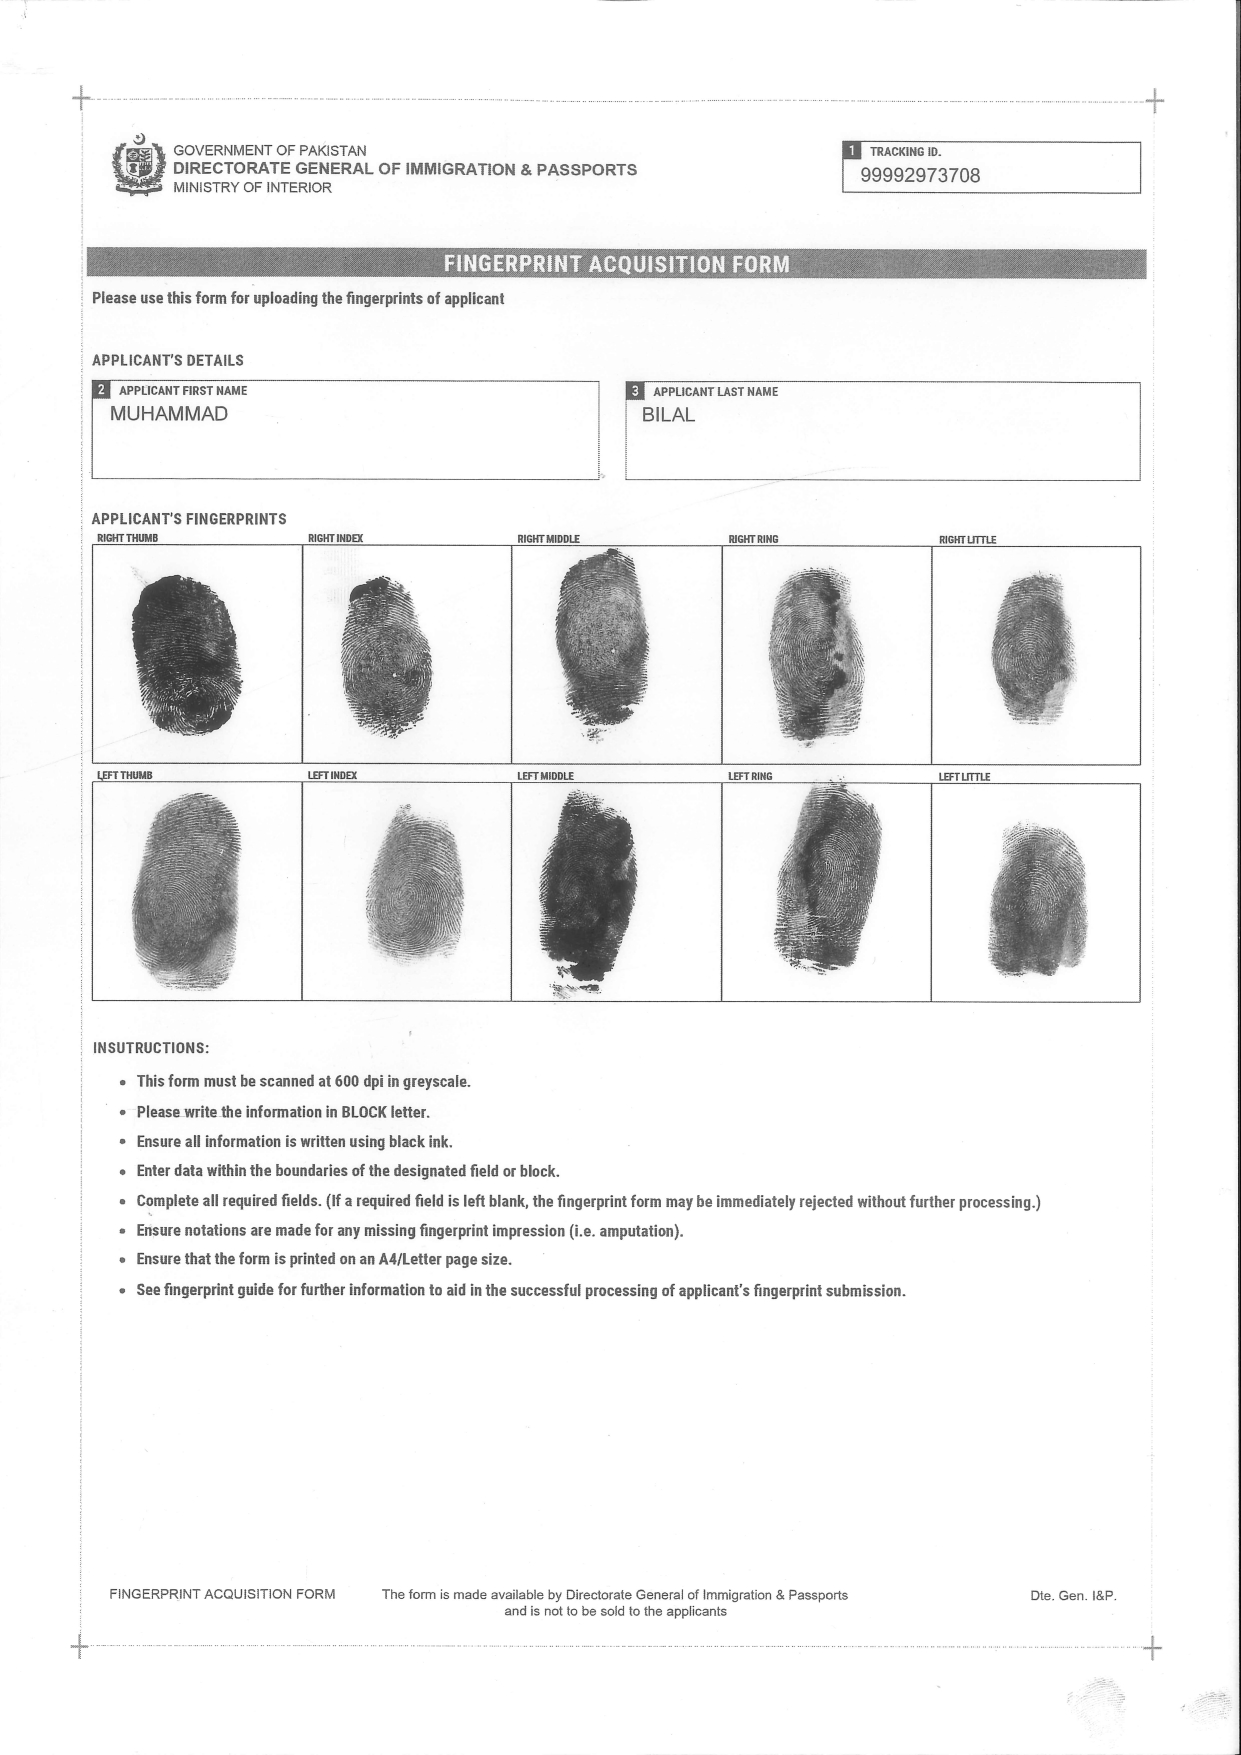 GOVERNMENT OF PAKISTAN
DIRECTORATE GENERAL OF IMMIGRATION & PASSPORTS
MINISTRY OF INTERIOR
1 TRACKING ID.
99992973708
FINGERPRINT ACQUISITION FORM
Please use this form for uploading the fingerprints of applicant
APPLICANT'S DETAILS
2 APPLICANT FIRST NAME
MUHAMMAD
3 APPLICANT LAST NAME
BILAL
APPLICANT'S FINGERPRINTS
RIGHT THUMB RIGHT INDEX RIGHT MIDDLE RIGHT RING RIGHT LITTLE
LEFT THUMB LEFT INDEX LEFT MIDDLE LEFT RING LEFT LITTLE
INSUTRUCTIONS:
• This form must be scanned at 600 dpi in greyscale.
• Please write the information in BLOCK letter.
• Ensure all information is written using black ink.
• Enter data within the boundaries of the designated field or block.
• Complete all required fields. (If a required field is left blank, the fingerprint form may be immediately rejected without further processing.)
• Ensure notations are made for any missing fingerprint impression (i.e. amputation).
• Ensure that the form is printed on an A4/Letter page size.
• See fingerprint guide for further information to aid in the successful processing of applicant's fingerprint submission.
FINGERPRINT ACQUISITION FORM
The form is made available by Directorate General of Immigration & Passports
and is not to be sold to the applicants
Dte. Gen. I&P.